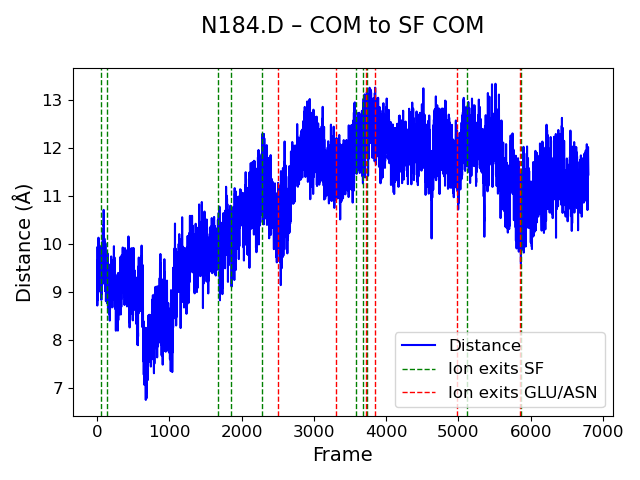 N184.D – COM to SF COM
13
12
11
10
9
8
7
Distance (Å)
Distance
Ion exits SF
Ion exits GLU/ASN
0
1000
2000
3000
4000
5000
6000
7000
Frame